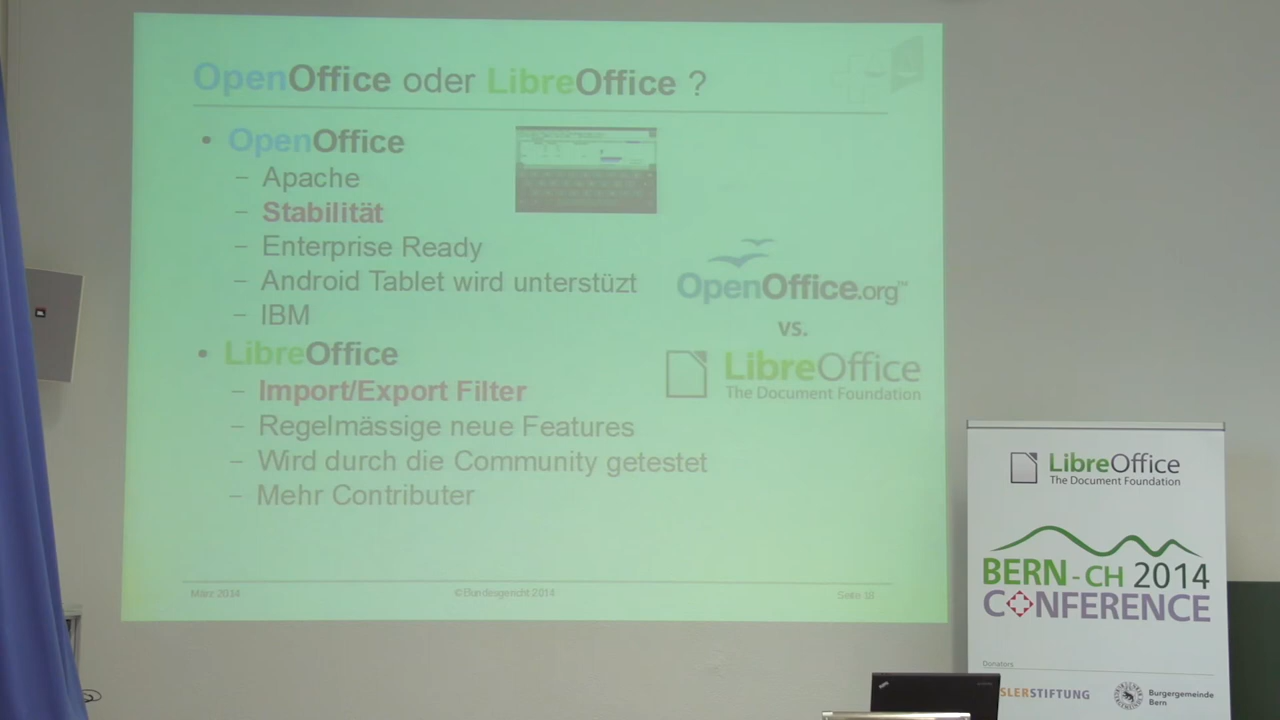 OpenOffice oder LibreOffice ?
• OpenOffice
– Apache
– Stabilität
– Enterprise Ready
– Android Tablet wird unterstüzt
– IBM
• LibreOffice
– Import/Export Filter
– Regelmässige neue Features
– Wird durch die Community getestet
– Mehr Contributer
OpenOffice.org™
vs.
LibreOffice
The Document Foundation
März 2014
©Bundesgericht 2014
Seite 18
LibreOffice
The Document Foundation
BERN-CH 2014
CONFERENCE
Donators
SLERSTIFTUNG
Burgergemeinde
Bern